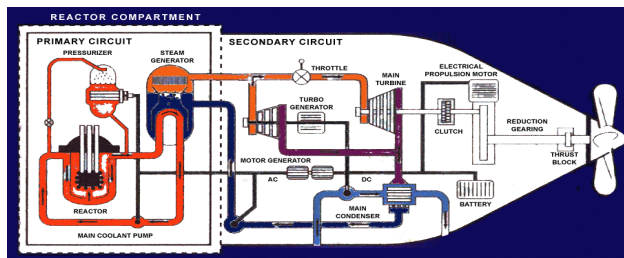 REACTOR COMPARTMENT
PRIMARY CIRCUIT
SECONDARY CIRCUIT
PRESSURIZER
STEAM
GENERATOR
THROTTLE
MAIN
TURBINE
ELECTRICAL
PROPULSION MOTOR
TURBO
GENERATOR
CLUTCH
REDUCTION
GEARING
THRUST
BLOCK
MOTOR GENERATOR
AC
DC
REACTOR
MAIN COOLANT PUMP
MAIN
CONDENSER
BATTERY